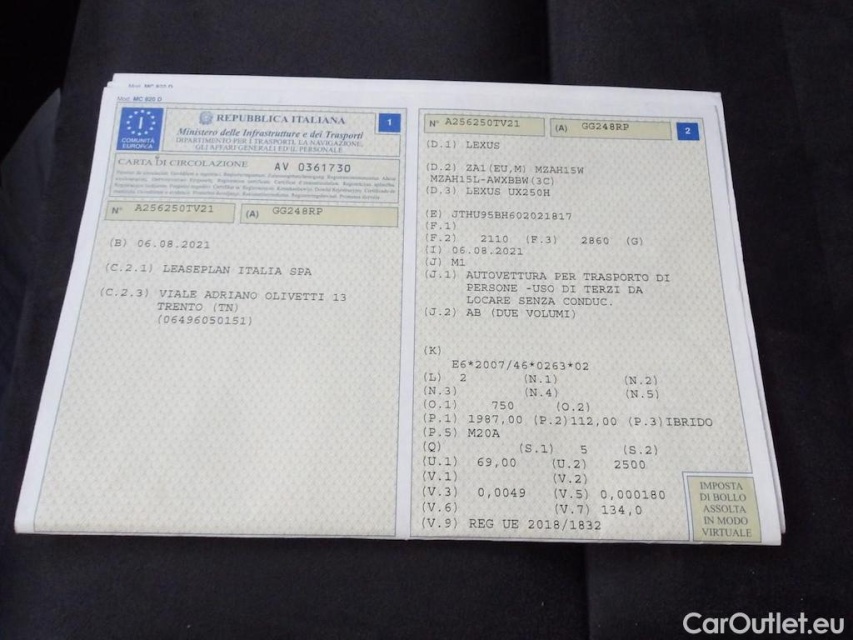 Mod. MC 820 D
1
I
COMUNITÀ
EUROPEA
REPUBBLICA ITALIANA
Ministero delle Infrastrutture e dei Trasporti
DIPARTIMENTO PER I TRASPORTI, LA NAVIGAZIONE,
GLI AFFARI GENERALI ED IL PERSONALE
CARTA DI CIRCOLAZIONE AV 0361730
N° A256250TV21 (A) GG248RP
(B) 06.08.2021
(C.2.1) LEASEPLAN ITALIA SPA
(C.2.3) VIALE ADRIANO OLIVETTI 13
TRENTO (TN)
(06496050151)
N° A256250TV21 (A) GG248RP 2
(D.1) LEXUS
(D.2) ZA1(EU,M) MZAH15W
MZAH15L-AWXBBW(3C)
(D.3) LEXUS UX250H
(E) JTHU95BH602021817
(F.1)
(F.2) 2110 (F.3) 2860 (G)
(I) 06.08.2021
(J) M1
(J.1) AUTOVETTURA PER TRASPORTO DI
PERSONE -USO DI TERZI DA
LOCARE SENZA CONDUC.
(J.2) AB (DUE VOLUMI)
(K)
E6*2007/46*0263*02
(L) 2 (N.1) (N.2)
(N.3) (N.4) (N.5)
(O.1) 750 (O.2)
(P.1) 1987,00 (P.2)112,00 (P.3)IBRIDO
(P.5) M20A
(Q) (S.1) 5 (S.2)
(U.1) 69,00 (U.2) 2500
(V.1) (V.2)
(V.3) 0,0049 (V.5) 0,000180
(V.6) (V.7) 134,0
(V.9) REG UE 2018/1832
IMPOSTA
DI BOLLO
ASSOLTA
IN MODO
VIRTUALE
CarOutlet.eu